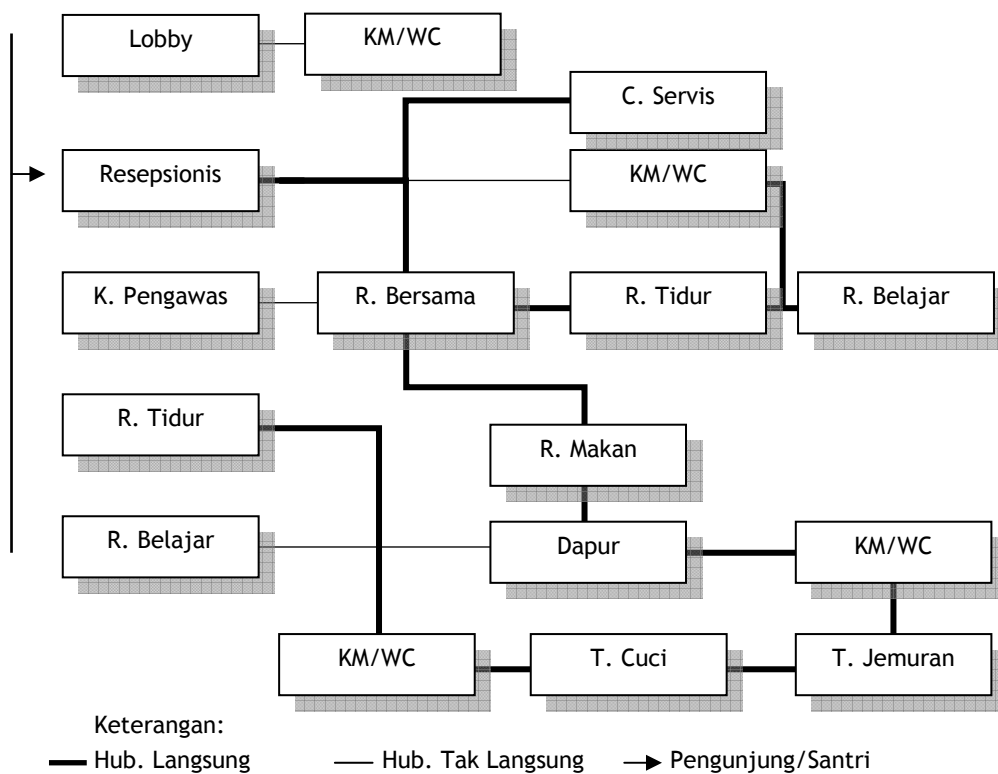 Lobby
KM/WC
C. Servis
Resepsionis
KM/WC
K. Pengawas
R. Bersama
R. Tidur
R. Belajar
R. Tidur
R. Makan
R. Belajar
Dapur
KM/WC
KM/WC
T. Cuci
T. Jemuran
Keterangan:
Hub. Langsung
Hub. Tak Langsung
Pengunjung/Santri